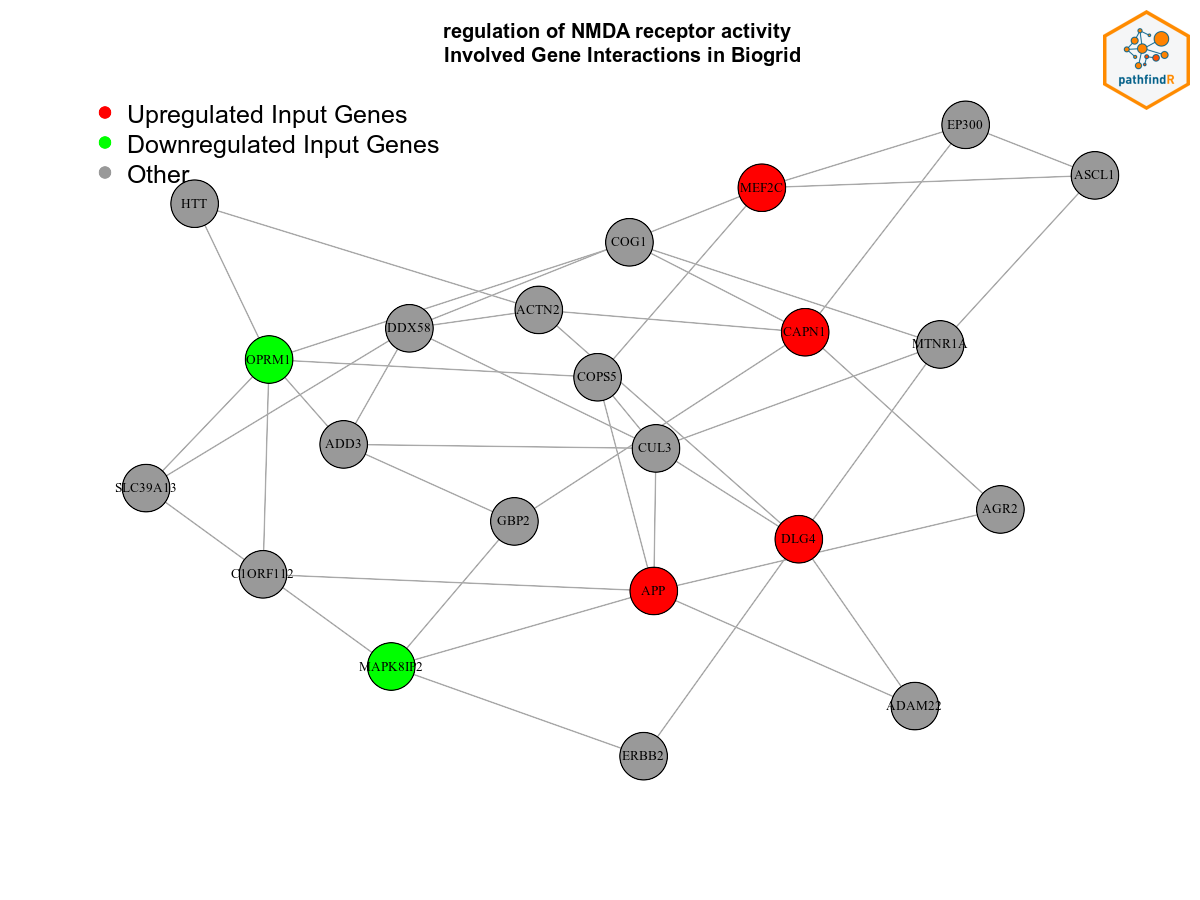 regulation of NMDA receptor activity
Involved Gene Interactions in Biogrid
pathfindR
Upregulated Input Genes
Downregulated Input Genes
Other
EP300
ASCL1
MEF2C
HTT
COG1
ACTN2
DDX58
CAPN1
MTNR1A
OPRM1
COPS5
ADD3
CUL3
SLC39A13
AGR2
GBP2
DLG4
C1ORF112
APP
MAPK8IP2
ADAM22
ERBB2